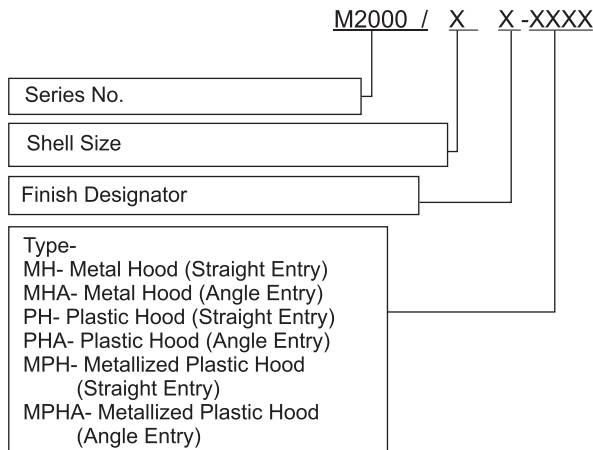 M2000 / X X -XXXX
Series No.
Shell Size
Finish Designator
Type-
MH- Metal Hood (Straight Entry)
MHA- Metal Hood (Angle Entry)
PH- Plastic Hood (Straight Entry)
PHA- Plastic Hood (Angle Entry)
MPH- Metallized Plastic Hood
(Straight Entry)
MPHA- Metallized Plastic Hood
(Angle Entry)